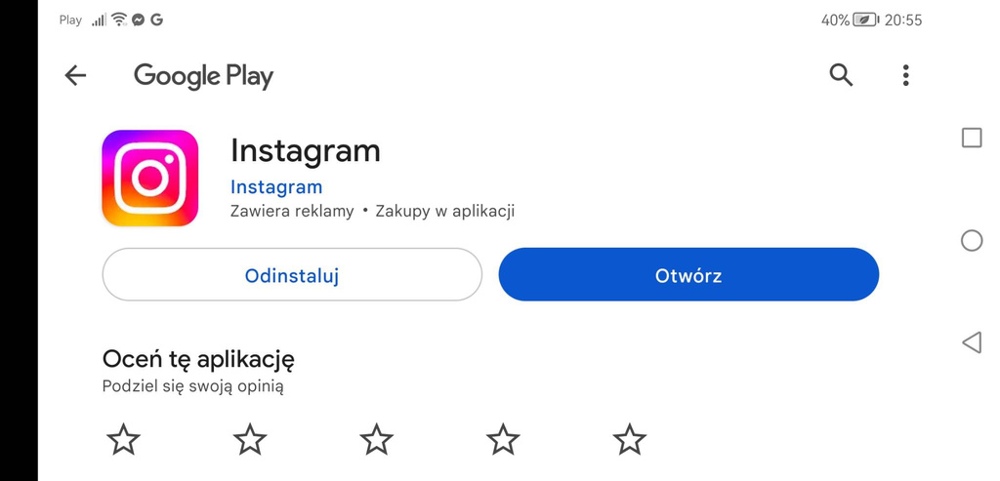 Play 40% 20:55
Google Play
Instagram
Instagram
Zawiera reklamy • Zakupy w aplikacji
Odinstaluj Otwórz
Oceń tę aplikację
Podziel się swoją opinią